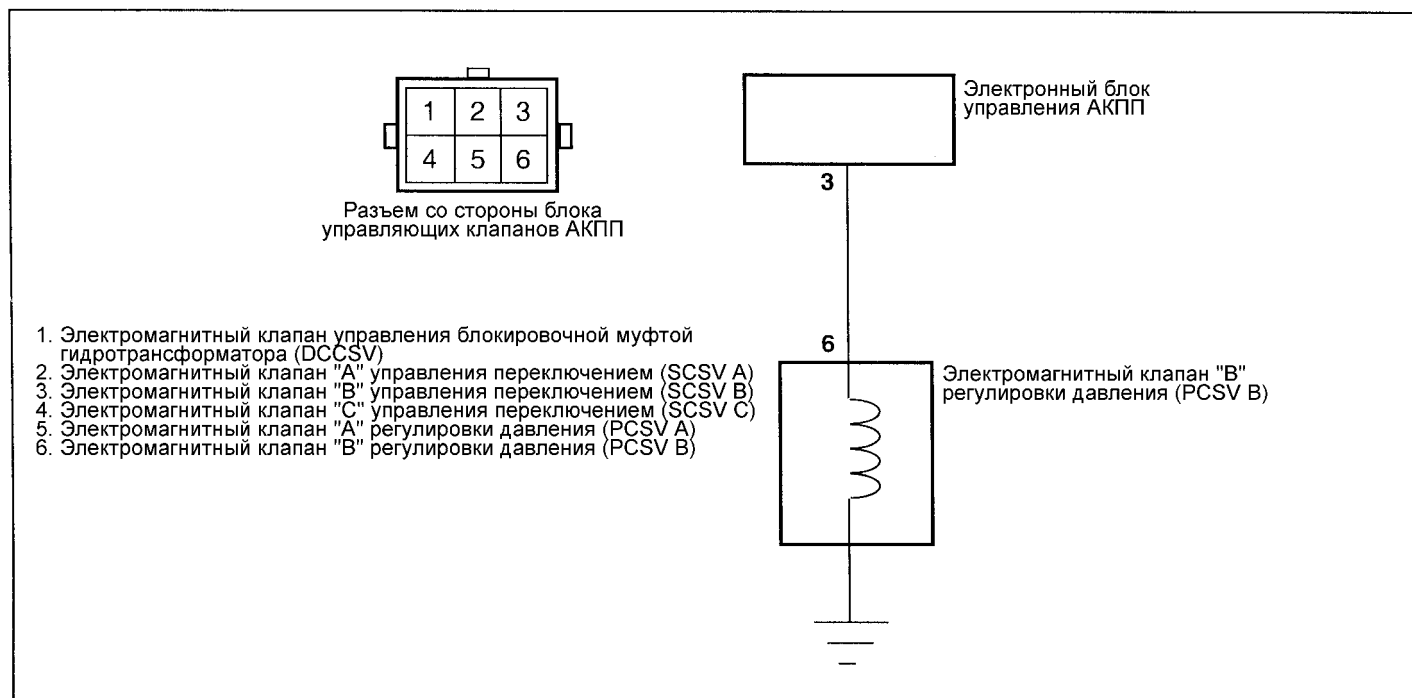 1 2 3
4 5 6
Разъем со стороны блока
управляющих клапанов АКПП
Электронный блок
управления АКПП
3
6
Электромагнитный клапан "В"
регулировки давления (PCSV B)
1. Электромагнитный клапан управления блокировочной муфтой
гидротрансформатора (DCCSV)
2. Электромагнитный клапан "А" управления переключением (SCSV A)
3. Электромагнитный клапан "В" управления переключением (SCSV B)
4. Электромагнитный клапан "С" управления переключением (SCSV C)
5. Электромагнитный клапан "А" регулировки давления (PCSV A)
6. Электромагнитный клапан "В" регулировки давления (PCSV B)